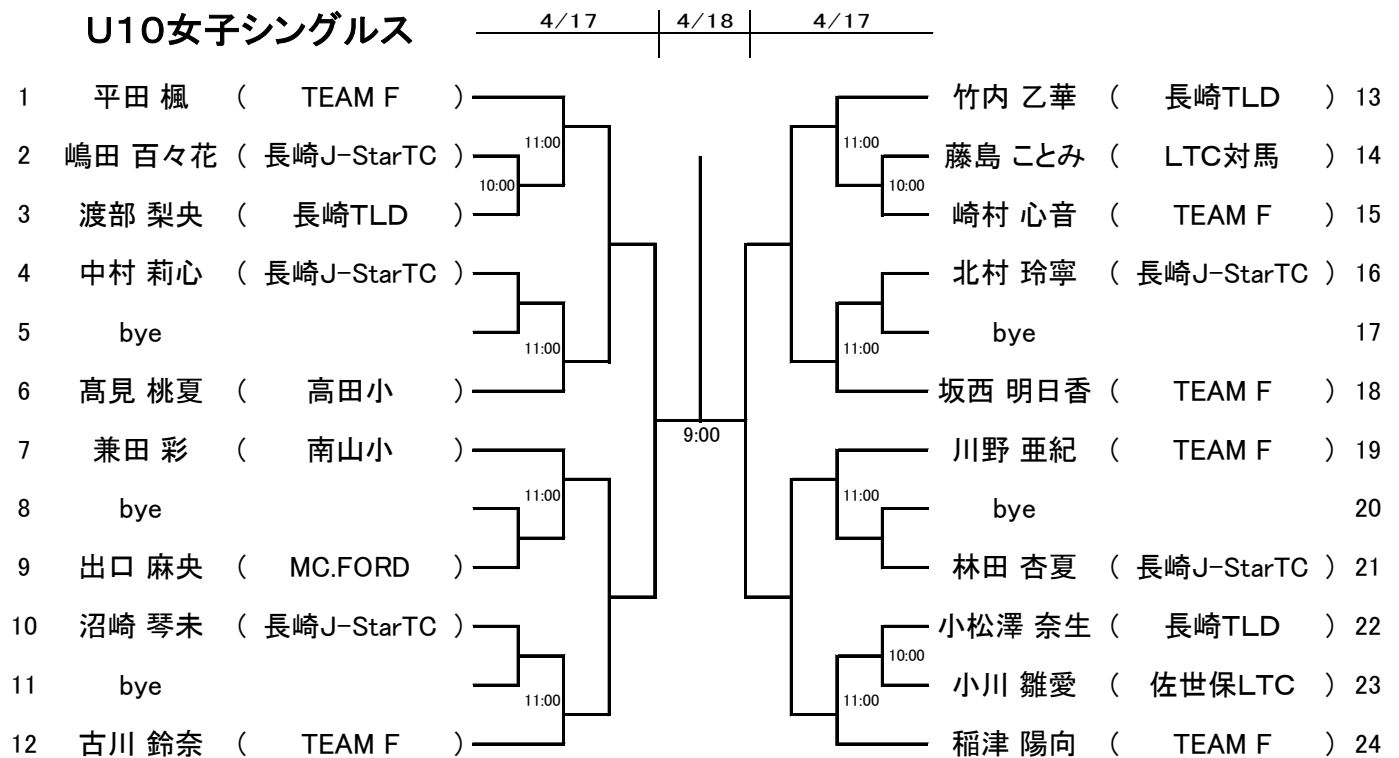 U10女子シングルス 4/17 4/18 4/17
1 平田 楓 ( TEAM F ) 竹内 乙華 ( 長崎TLD ) 13
11:00 11:00
2 嶋田 百々花 ( 長崎J-StarTC ) 藤島 ことみ ( LTC対馬 ) 14
10:00 10:00
3 渡部 梨央 ( 長崎TLD ) 崎村 心音 ( TEAM F ) 15
4 中村 莉心 ( 長崎J-StarTC ) 北村 玲寧 ( 長崎J-StarTC ) 16
5 bye bye 17
11:00 11:00
6 髙見 桃夏 ( 高田小 ) 坂西 明日香 ( TEAM F ) 18
9:00
7 兼田 彩 ( 南山小 ) 川野 亜紀 ( TEAM F ) 19
11:00 11:00
8 bye bye 20
9 出口 麻央 ( MC.FORD ) 林田 杏夏 ( 長崎J-StarTC ) 21
10 沼崎 琴未 ( 長崎J-StarTC ) 小松澤 奈生 ( 長崎TLD ) 22
10:00
11 bye 小川 雛愛 ( 佐世保LTC ) 23
11:00 11:00
12 古川 鈴奈 ( TEAM F ) 稲津 陽向 ( TEAM F ) 24